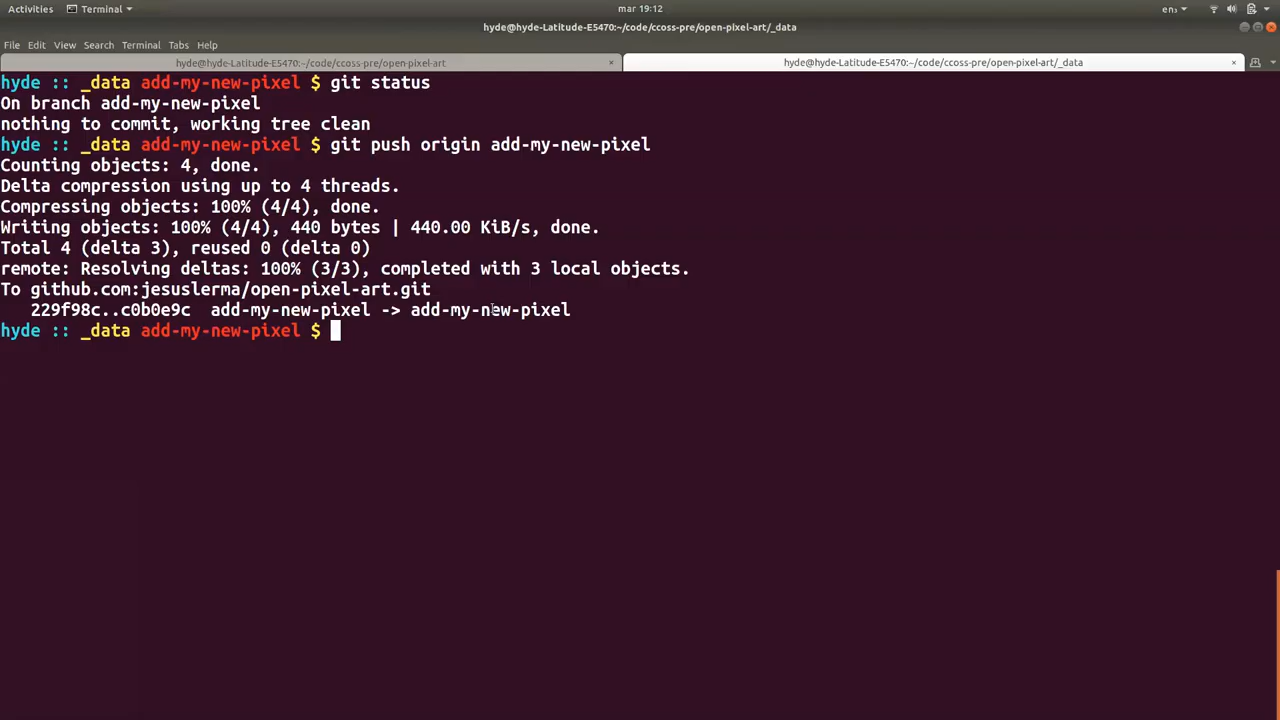 Activities Terminal mar 19:12 en₃
hyde@hyde-Latitude-E5470:~/code/ccoss-pre/open-pixel-art/_data
File Edit View Search Terminal Tabs Help
hyde@hyde-Latitude-E5470:~/code/ccoss-pre/open-pixel-art × hyde@hyde-Latitude-E5470:~/code/ccoss-pre/open-pixel-art/_data ×
hyde :: _data add-my-new-pixel $ git status
On branch add-my-new-pixel
nothing to commit, working tree clean
hyde :: _data add-my-new-pixel $ git push origin add-my-new-pixel
Counting objects: 4, done.
Delta compression using up to 4 threads.
Compressing objects: 100% (4/4), done.
Writing objects: 100% (4/4), 440 bytes | 440.00 KiB/s, done.
Total 4 (delta 3), reused 0 (delta 0)
remote: Resolving deltas: 100% (3/3), completed with 3 local objects.
To github.com:jesuslerma/open-pixel-art.git
229f98c..c0b0e9c add-my-new-pixel -> add-my-new-pixel
hyde :: _data add-my-new-pixel $